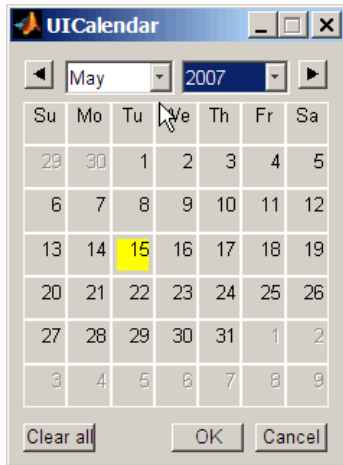 UICalendar
May 2007
Su Mo Tu We Th Fr Sa
29 30 1 2 3 4 5
6 7 8 9 10 11 12
13 14 15 16 17 18 19
20 21 22 23 24 25 26
27 28 29 30 31 1 2
3 4 5 6 7 8 9
Clear all OK Cancel